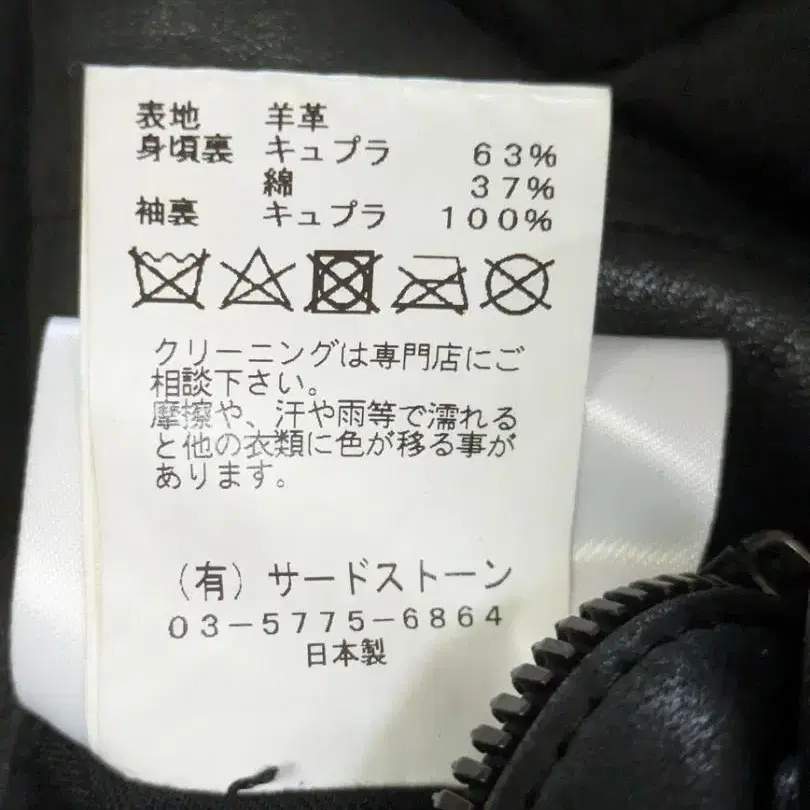 表地 羊革
身頃裏 キュプラ 63%
綿 37%
袖裏 キュプラ 100%
クリーニングは専門店にご
相談下さい。
摩擦や、汗や雨等で濡れる
と他の衣類に色が移る事が
あります。
(有)サードストーン
03-5775-6864
日本製